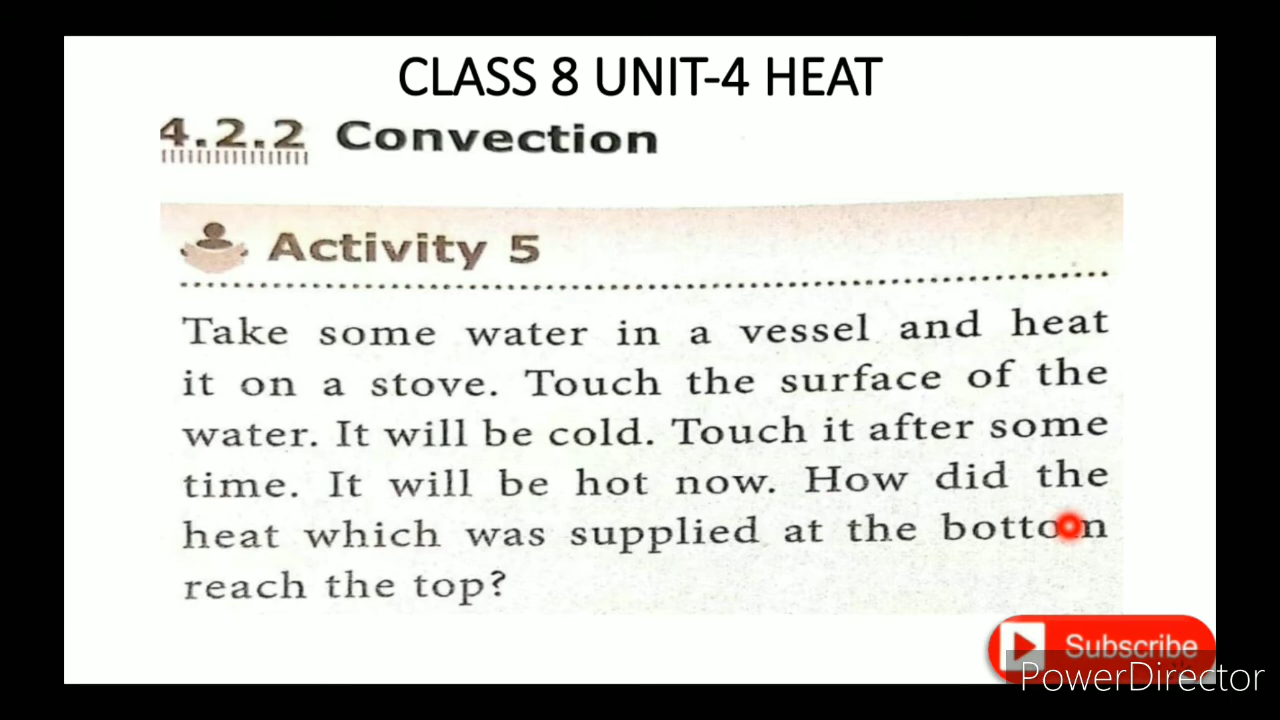 CLASS 8 UNIT-4 HEAT
4.2.2 Convection
Activity 5
Take some water in a vessel and heat
it on a stove. Touch the surface of the
water. It will be cold. Touch it after some
time. It will be hot now. How did the
heat which was supplied at the bottom
reach the top?
Subscribe
PowerDirector